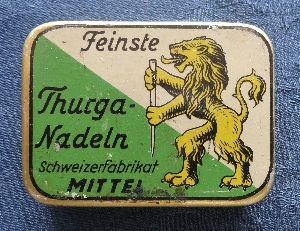 Feinste
Thurga-
Nadeln
Schweizerfabrikat
MITTEL